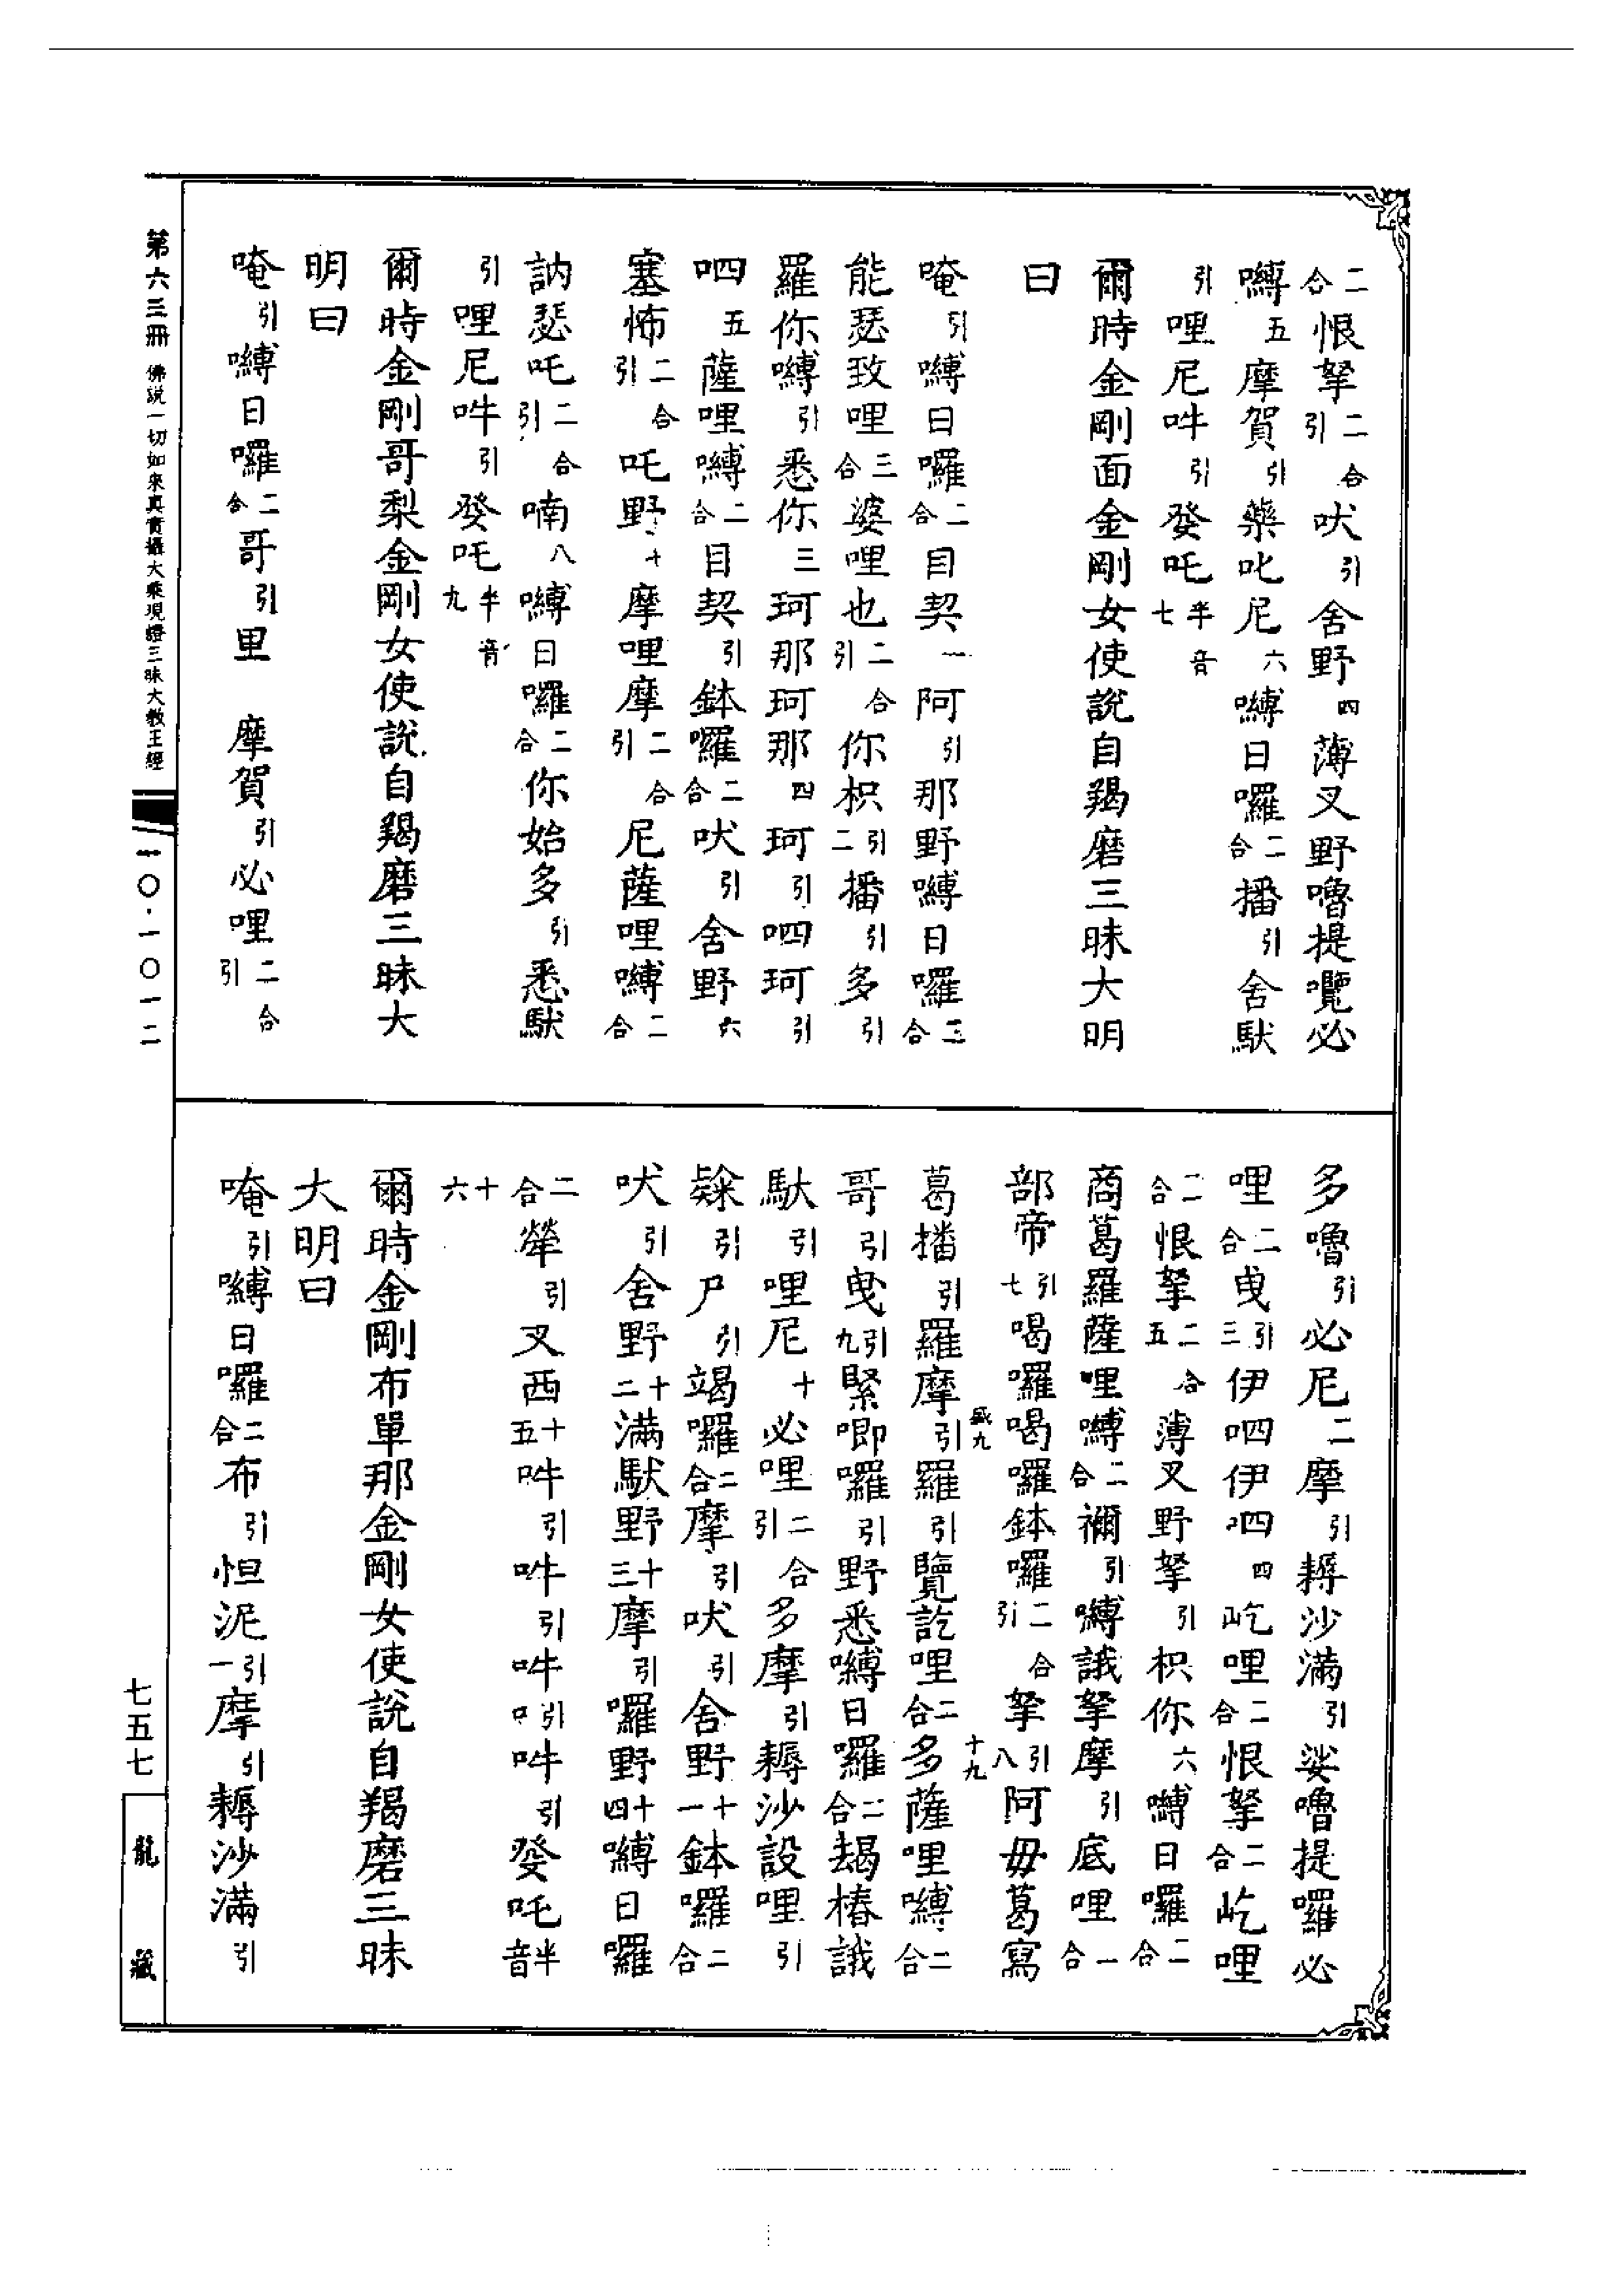 二合恨拏二合引吠引舍野四薄叉野嚕提囕必
嚩五摩賀引藥叱尼六嚩日囉二合播引舍馱
引哩尼吽引癹吒半音七
爾時金剛面金剛女使說自羯磨三昧大明
曰
唵引嚩日囉二合目契一阿引那野嚩日囉三合
能瑟致哩三合婆哩也二合引你枳引二播引多引
羅你嚩引悉你三珂那珂那四珂引呬珂引
呬五薩哩嚩二合目契引鉢囉二合吠引舍野六
塞怖二合引吒野七摩哩摩二合引尼薩哩嚩二合
訥瑟吒二合引喃八嚩日囉二合你始多引悉馱
引哩尼吽引癹吒半音九
爾時金剛哥梨金剛女使說自羯磨三昧大
明曰
唵引嚩日囉二合哥引里 摩賀引必哩二合引
多嚕引必尼二摩引耨沙滿引娑嚕提囉必
哩二合曳引三伊呬伊呬四屹哩二合恨拏二合屹哩
二合恨拏二合五薄叉野拏引枳你六嚩日囉二合
商葛羅薩哩嚩二合禰引嚩誐拏摩引底哩二合
部帝引七喝囉喝囉鉢囉二合引拏引八阿毋葛寫
葛播引羅摩引羅引覽訖哩二合多薩哩嚩二合
哥引曳引九緊唧囉引野悉嚩日囉二合朅樁誐
馱引哩尼十必哩二合引多摩引耨沙設哩引
㘑引尸引竭囉二合摩引吠引舍野十一鉢囉二合
吠引舍野十二滿馱野十三摩引囉野十四嚩日囉
二合犖引叉西十五吽引吽引吽引吽引癹吒半音
十六
爾時金剛布單那金剛女使說自羯磨三昧
大明曰
唵引嚩日囉二合布引怛泥引一摩引耨沙滿引
第六三冊 佛說一切如來真實攝大乘現證三昧大教王經 一〇·一〇一二
七五七
龍藏
盛九
十九